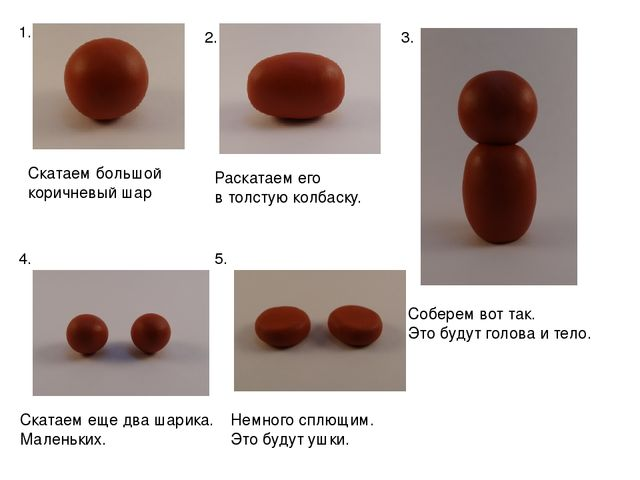 1.
Скатаем большой
коричневый шар
2.
Раскатаем его
в толстую колбаску.
3.
Соберем вот так.
Это будут голова и тело.
4.
Скатаем еще два шарика.
Маленьких.
5.
Немного сплющим.
Это будут ушки.